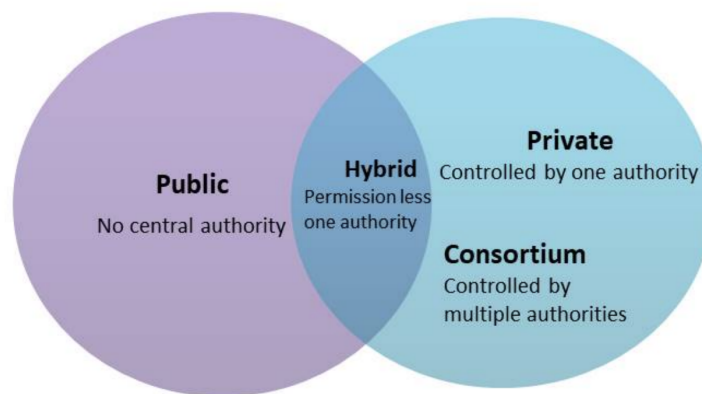 Public
No central authority
Hybrid
Permission less
one authority
Private
Controlled by one authority
Consortium
Controlled by
multiple authorities